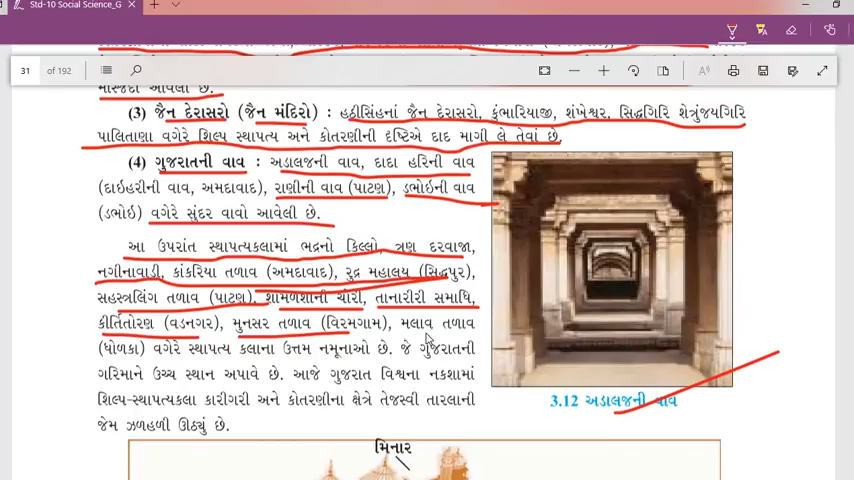 Std-10 Social Science_G
31 of 192
મસ્જિદો આવેલી છે.
(3) જૈન દેરાસરો (જૈન મંદિરો) : હઠીસિંહનાં જૈન દેરાસરો, કુંભારિયાજી, શંખેશ્વર, સિદ્ધગિરિ શેત્રુંજયગિરિ
પાલિતાણા વગેરે શિલ્પ સ્થાપત્ય અને કોતરણીની દૃષ્ટિએ દાદ માગી લે તેવાં છે.
(4) ગુજરાતની વાવ : અડાલજની વાવ, દાદા હરિની વાવ
(દાઇહરીની વાવ, અમદાવાદ), રાણીની વાવ (પાટણ), ડભોઇની વાવ
(ડભોઇ) વગેરે સુંદર વાવો આવેલી છે.
આ ઉપરાંત સ્થાપત્યકલામાં ભદ્રનો કિલ્લો, ત્રણ દરવાજા,
નગીનાવાડી, કાંકરિયા તળાવ (અમદાવાદ), રુદ્ર મહાલય (સિદ્ધપુર),
સહસ્ત્રલિંગ તળાવ (પાટણ), શામળશાની ચોરી, તાનારીરી સમાધિ,
કીર્તિતોરણ (વડનગર), મુનસર તળાવ (વિરમગામ), મલાવ તળાવ
(ધોળકા) વગેરે સ્થાપત્ય કલાના ઉત્તમ નમૂનાઓ છે. જે ગુજરાતની
ગરિમાને ઉચ્ચ સ્થાન અપાવે છે. આજે ગુજરાત વિશ્વના નકશામાં
શિલ્પ-સ્થાપત્યકલા કારીગરી અને કોતરણીના ક્ષેત્રે તેજસ્વી તારલાની
જેમ ઝળહળી ઊઠ્યું છે.
3.12 અડાલજની વાવ
મિનાર